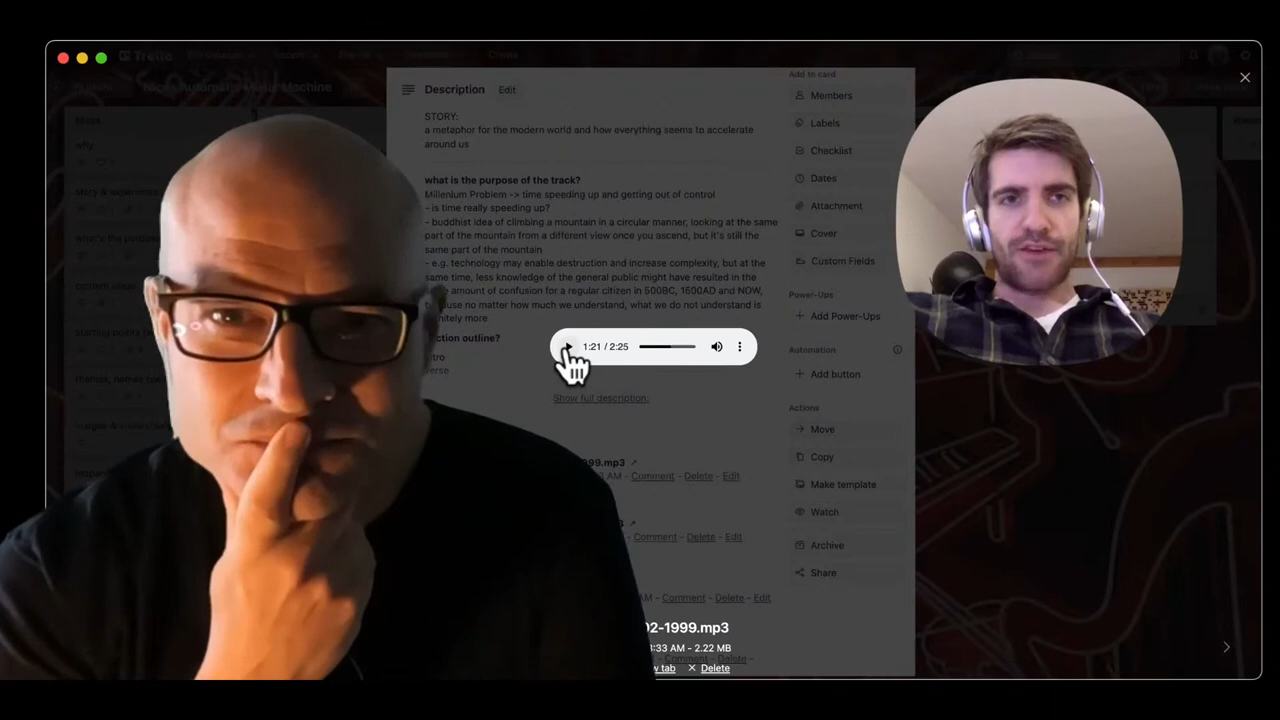 Trello
Create
Music Machine
why
Description
Edit
STORY:
a metaphor for the modern world and how everything seems to accelerate
around us
what is the purpose of the track?
Millenium Problem -> time speeding up and getting out of control
- is time really speeding up?
- buddhist idea of climbing a mountain in a circular manner, looking at the same
part of the mountain from a different view once you ascend, but it's still the
same part of the mountain
- e.g. technology may enable destruction and increase complexity, but at the
same time, less knowledge of the general public might have resulted in the
amount of confusion for a regular citizen in 500BC, 1600AD and NOW,
no matter how much we understand, what we do not understand is
more
outline?
1:21 / 2:25
Show full description.
99.mp3
Comment - Delete - Edit
Comment - Delete - Edit
AM - Comment - Delete - Edit
02-1999.mp3
3:33 AM - 2.22 MB
tab × Delete
Add to card
Members
Labels
Checklist
Dates
Attachment
Cover
Custom Fields
Power-Ups
+ Add Power-Ups
Automation
+ Add button
Actions
Move
Copy
Make template
Watch
Archive
Share